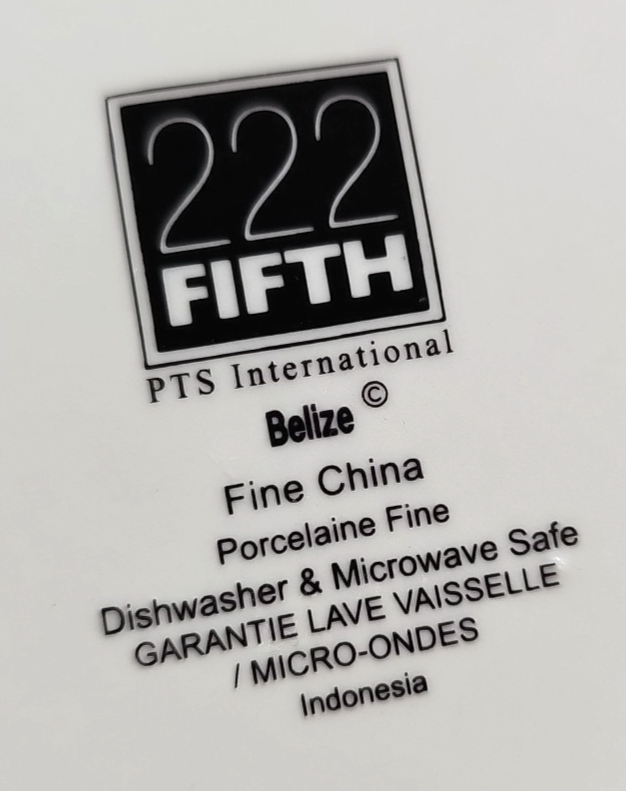 222
FIFTH
PTS International
Belize ©
Fine China
Porcelaine Fine
Dishwasher & Microwave Safe
GARANTIE LAVE VAISSELLE
/ MICRO-ONDES
Indonesia